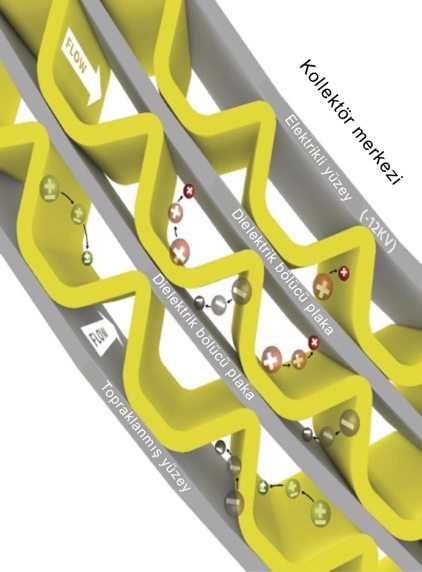 FLOW
Kollektör merkezi
Elektrikli yüzey (-12KV)
Dielektrik bölücü plaka
Dielektrik bölücü plaka
FLOW
Topraklanmış yüzey